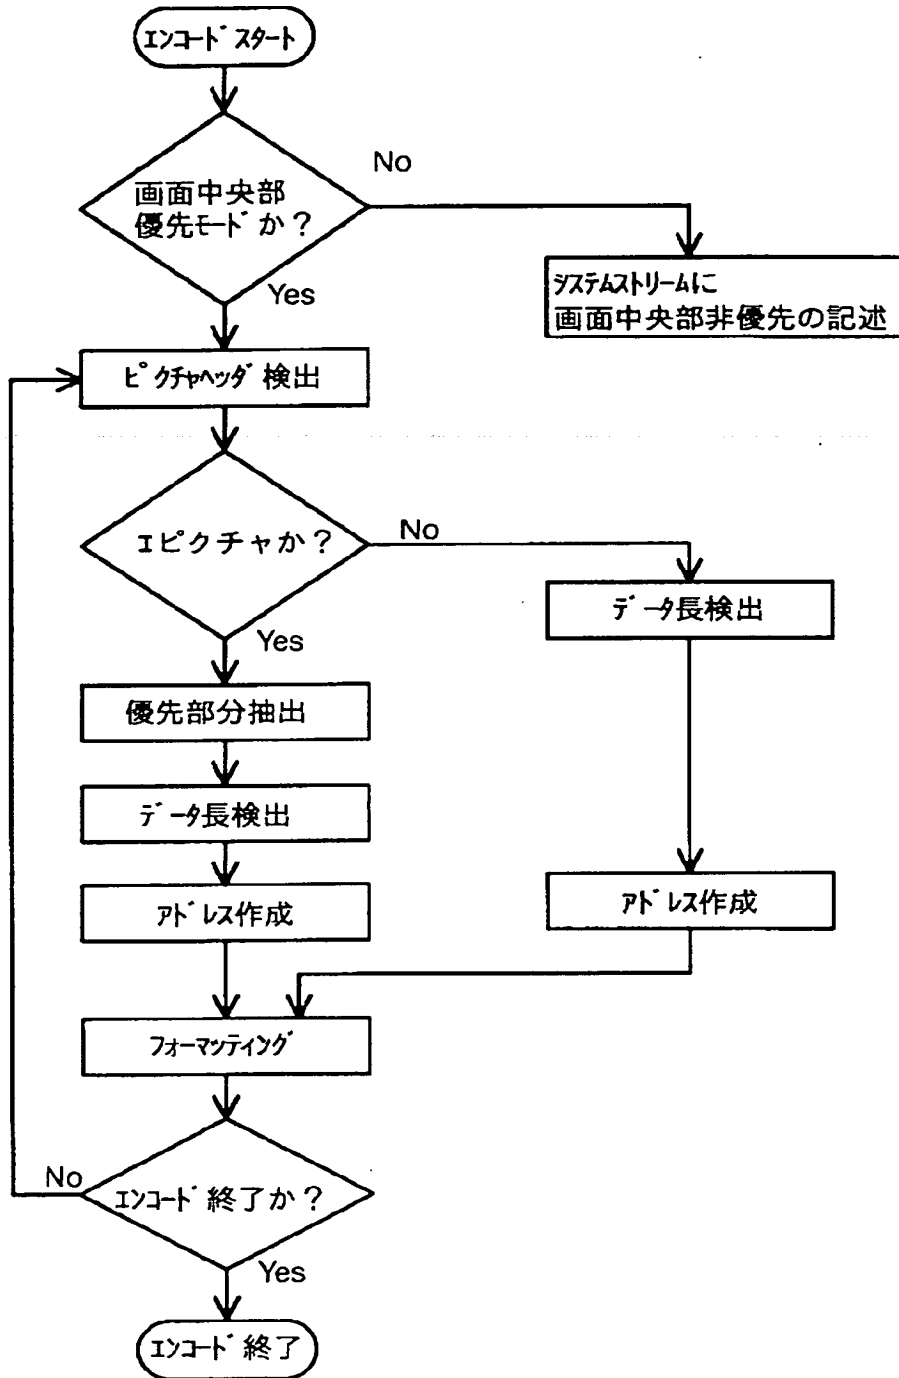 エンコードスタート
画面中央部
優先モードか？
No
Yes
システムストリームに
画面中央部非優先の記述
ピクチャヘッダ検出
Iピクチャか？
No
Yes
データ長検出
優先部分抽出
データ長検出
アドレス作成
アドレス作成
フォーマッティング
エンコード終了か？
No
Yes
エンコード終了